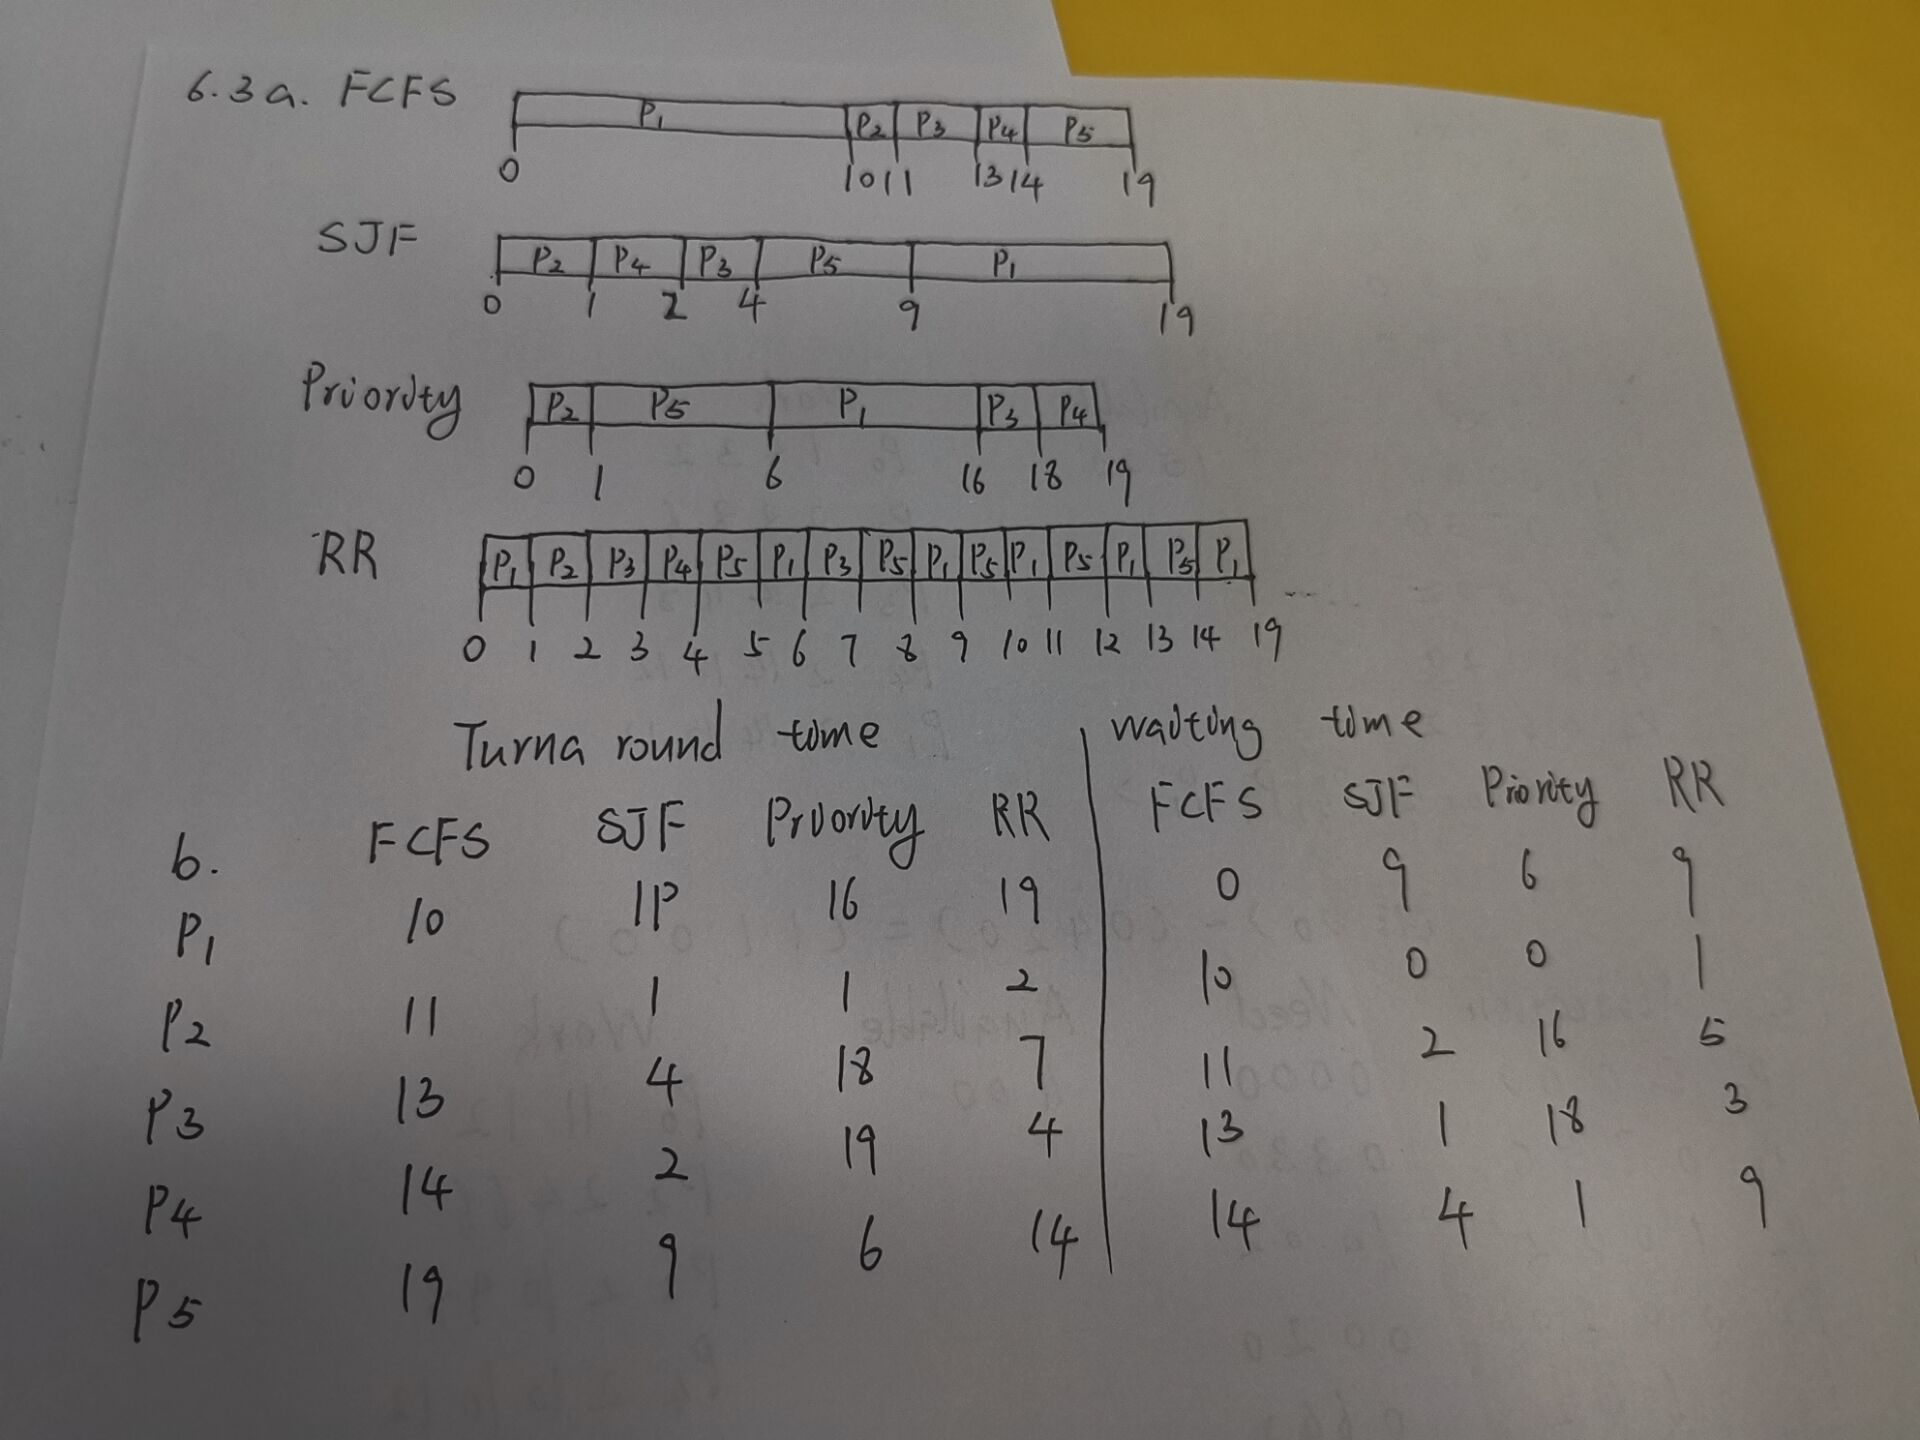 6.3a. FCFS P1 P2 P3 P4 P5
0 10 11 13 14 19
SJF P2 P4 P3 P5 P1
0 1 2 4 9 19
Priority P2 P5 P1 P3 P4
0 1 6 16 18 19
RR P1 P2 P3 P4 P5 P1 P3 P5 P1 P5 P1 P5 P1 P5 P1
0 1 2 3 4 5 6 7 8 9 10 11 12 13 14 19
Turna round time waiting time
b. FCFS SJF Priority RR FCFS SJF Priority RR
P1 10 1P 16 19 0 9 6 9
P2 11 1 1 2 10 0 0 1
P3 13 4 18 7 11 2 16 5
P4 14 2 19 4 13 1 18 3
P5 19 9 6 14 14 4 1 9